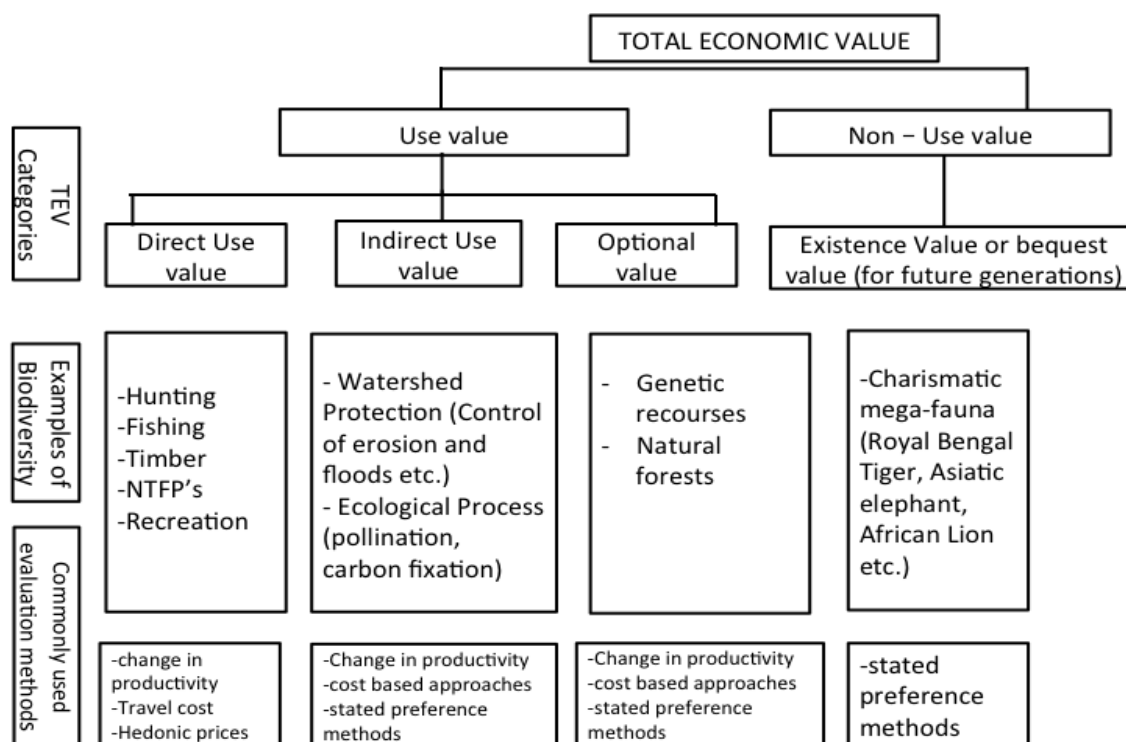 TOTAL ECONOMIC VALUE
Use value
Non – Use value
TEV
Categories
Direct Use
value
Indirect Use
value
Optional
value
Existence Value or bequest
value (for future generations)
Examples of
Biodiversity
-Hunting
-Fishing
-Timber
-NTFP's
-Recreation
- Watershed
Protection (Control
of erosion and
floods etc.)
- Ecological Process
(pollination,
carbon fixation)
- Genetic
recourses
- Natural
forests
-Charismatic
mega-fauna
(Royal Bengal
Tiger, Asiatic
elephant,
African Lion
etc.)
Commonly used
evaluation methods
-change in
productivity
-Travel cost
-Hedonic prices
-Change in productivity
-cost based approaches
-stated preference
methods
-Change in productivity
-cost based approaches
-stated preference
methods
-stated
preference
methods